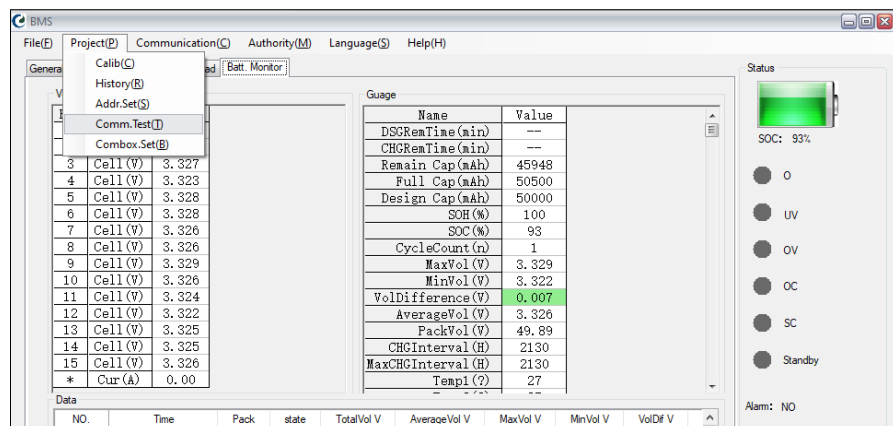 BMS
File(F) Project(P) Communication(C) Authority(M) Language(S) Help(H)
Calib(C)
History(R)
Addr.Set(S)
Comm.Test(T)
Combox.Set(B)
Batt. Monitor
3 Cell(V) 3.327
4 Cell(V) 3.323
5 Cell(V) 3.328
6 Cell(V) 3.328
7 Cell(V) 3.326
8 Cell(V) 3.326
9 Cell(V) 3.329
10 Cell(V) 3.326
11 Cell(V) 3.324
12 Cell(V) 3.322
13 Cell(V) 3.325
14 Cell(V) 3.325
15 Cell(V) 3.326
* Cur(A) 0.00
Guage
Name Value
DSGRemTime(min) --
CHGRemTime(min) --
Remain Cap(mAh) 45948
Full Cap(mAh) 50500
Design Cap(mAh) 50000
SOH(%) 100
SOC(%) 93
CycleCount(n) 1
MaxVol(V) 3.329
MinVol(V) 3.322
VolDifference(V) 0.007
AverageVol(V) 3.326
PackVol(V) 49.89
CHGInterval(H) 2130
MaxCHGInterval(H) 2130
Temp1(?) 27
Status
SOC: 93%
O
UV
OV
OC
SC
Standby
Alarm: NO
Data
NO. Time Pack state TotalVol V AverageVol V MaxVol V MinVol V VolDif V